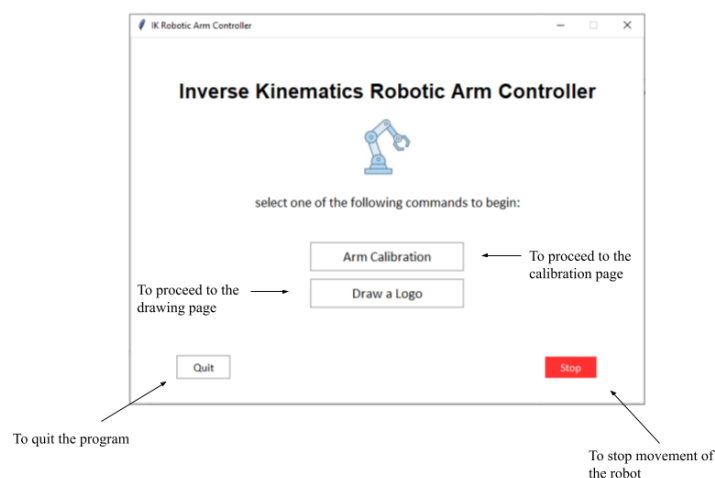 IK Robotic Arm Controller
Inverse Kinematics Robotic Arm Controller
select one of the following commands to begin:
Arm Calibration
To proceed to the
calibration page
To proceed to the
drawing page
Draw a Logo
Quit
Stop
To quit the program
To stop movement of
the robot